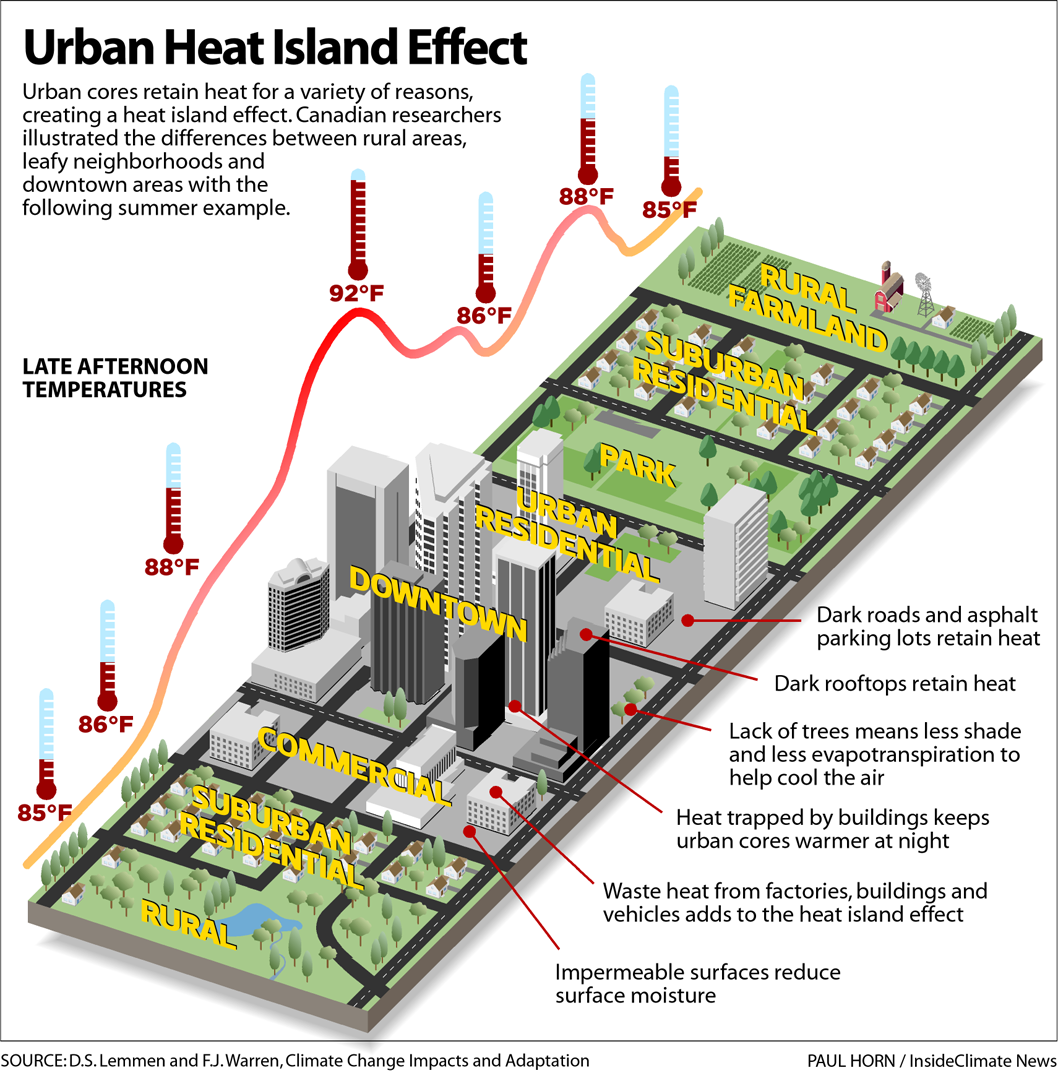 Urban Heat Island Effect
Urban cores retain heat for a variety of reasons,
creating a heat island effect. Canadian researchers
illustrated the differences between rural areas,
leafy neighborhoods and
downtown areas with the
following summer example.
88°F
85°F
92°F
86°F
LATE AFTERNOON
TEMPERATURES
88°F
86°F
85°F
RURAL
FARMLAND
SUBURBAN
RESIDENTIAL
PARK
URBAN
RESIDENTIAL
DOWNTOWN
COMMERCIAL
SUBURBAN
RESIDENTIAL
RURAL
Dark roads and asphalt
parking lots retain heat
Dark rooftops retain heat
Lack of trees means less shade
and less evapotranspiration to
help cool the air
Heat trapped by buildings keeps
urban cores warmer at night
Waste heat from factories, buildings and
vehicles adds to the heat island effect
Impermeable surfaces reduce
surface moisture
SOURCE: D.S. Lemmen and F.J. Warren, Climate Change Impacts and Adaptation
PAUL HORN / InsideClimate News